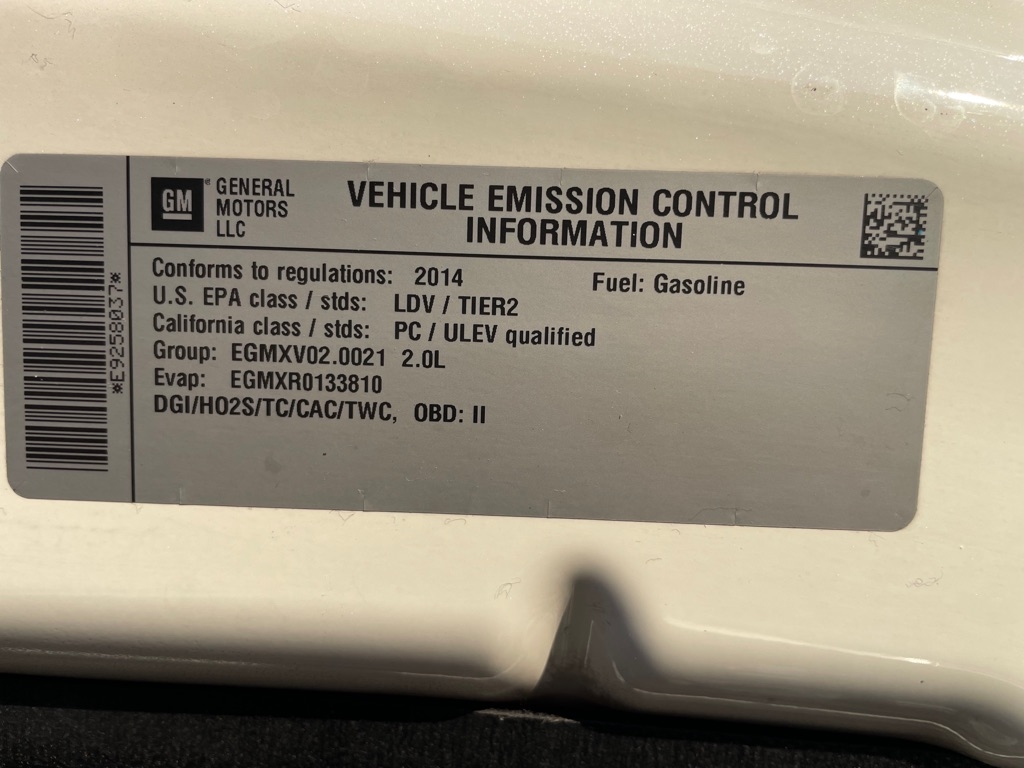 *E9258037*
GM
GENERAL
MOTORS
LLC
VEHICLE EMISSION CONTROL
INFORMATION
Conforms to regulations: 2014 Fuel: Gasoline
U.S. EPA class / stds: LDV / TIER2
California class / stds: PC / ULEV qualified
Group: EGMXV02.0021 2.0L
Evap: EGMXR0133810
DGI/HO2S/TC/CAC/TWC, OBD: II